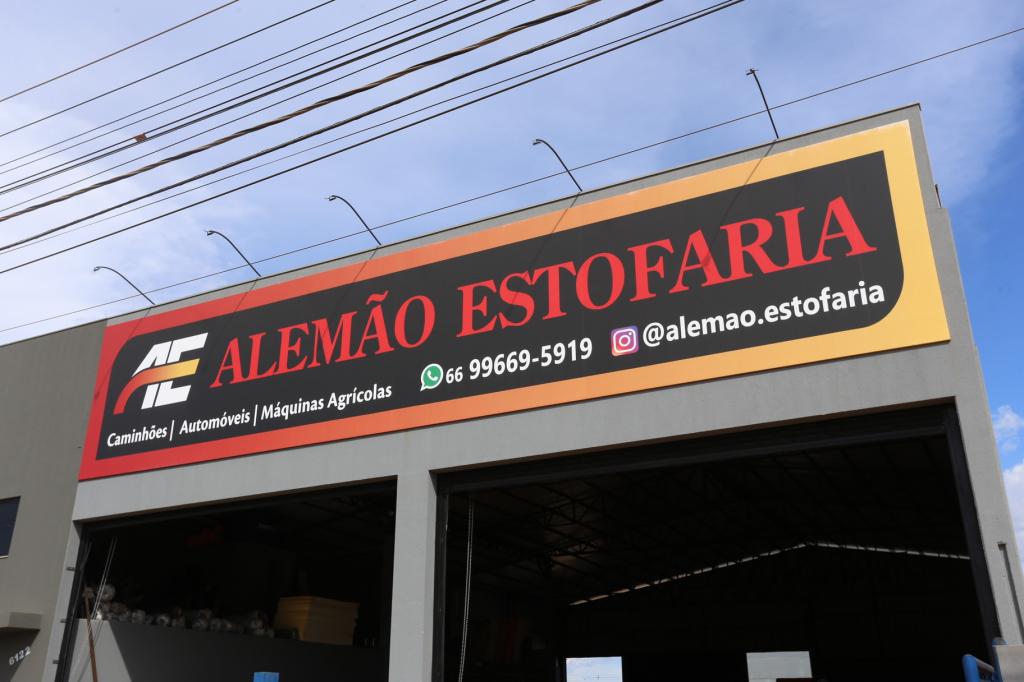 AE ALEMÃO ESTOFARIA
Caminhões | Automóveis | Máquinas Agrícolas
66 99669-5919
@alemao.estofaria
6122